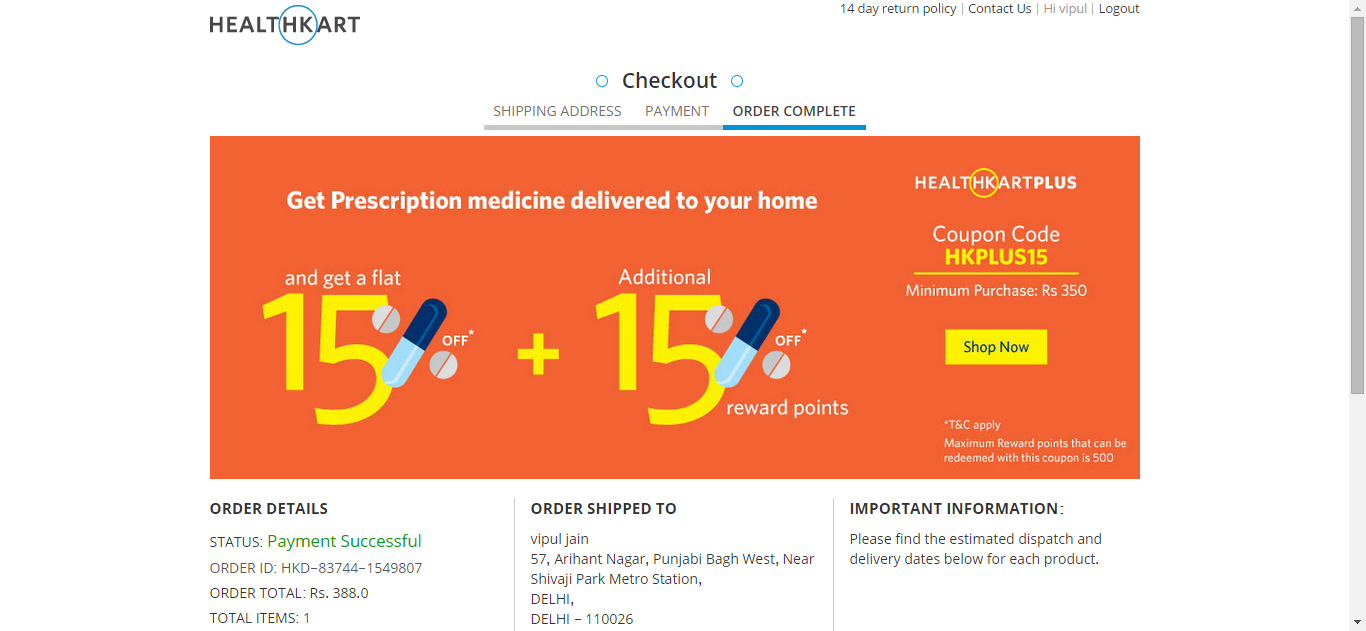 HEALTHKART
14 day return policy | Contact Us | Hi vipul | Logout
Checkout
SHIPPING ADDRESS PAYMENT ORDER COMPLETE
Get Prescription medicine delivered to your home
and get a flat
15% OFF*
+
Additional
15% OFF*
reward points
HEALTHKARTPLUS
Coupon Code
HKPLUS15
Minimum Purchase: Rs 350
Shop Now
*T&C apply
Maximum Reward points that can be
redeemed with this coupon is 500
ORDER DETAILS
STATUS: Payment Successful
ORDER ID: HKD-83744-1549807
ORDER TOTAL: Rs. 388.0
TOTAL ITEMS: 1
ORDER SHIPPED TO
vipul jain
57, Arihant Nagar, Punjabi Bagh West, Near
Shivaji Park Metro Station,
DELHI,
DELHI - 110026
IMPORTANT INFORMATION:
Please find the estimated dispatch and
delivery dates below for each product.